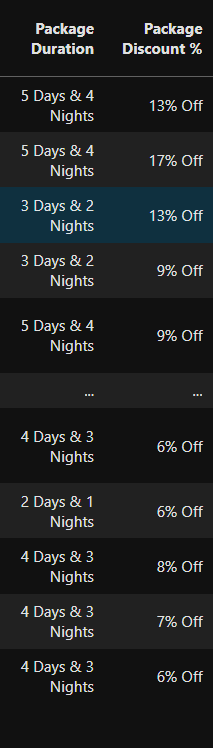 Package Package
Duration Discount %
5 Days & 4
Nights 13% Off
5 Days & 4
Nights 17% Off
3 Days & 2
Nights 13% Off
3 Days & 2
Nights 9% Off
5 Days & 4
Nights 9% Off
... ...
4 Days & 3
Nights 6% Off
2 Days & 1
Nights 6% Off
4 Days & 3
Nights 8% Off
4 Days & 3
Nights 7% Off
4 Days & 3
Nights 6% Off